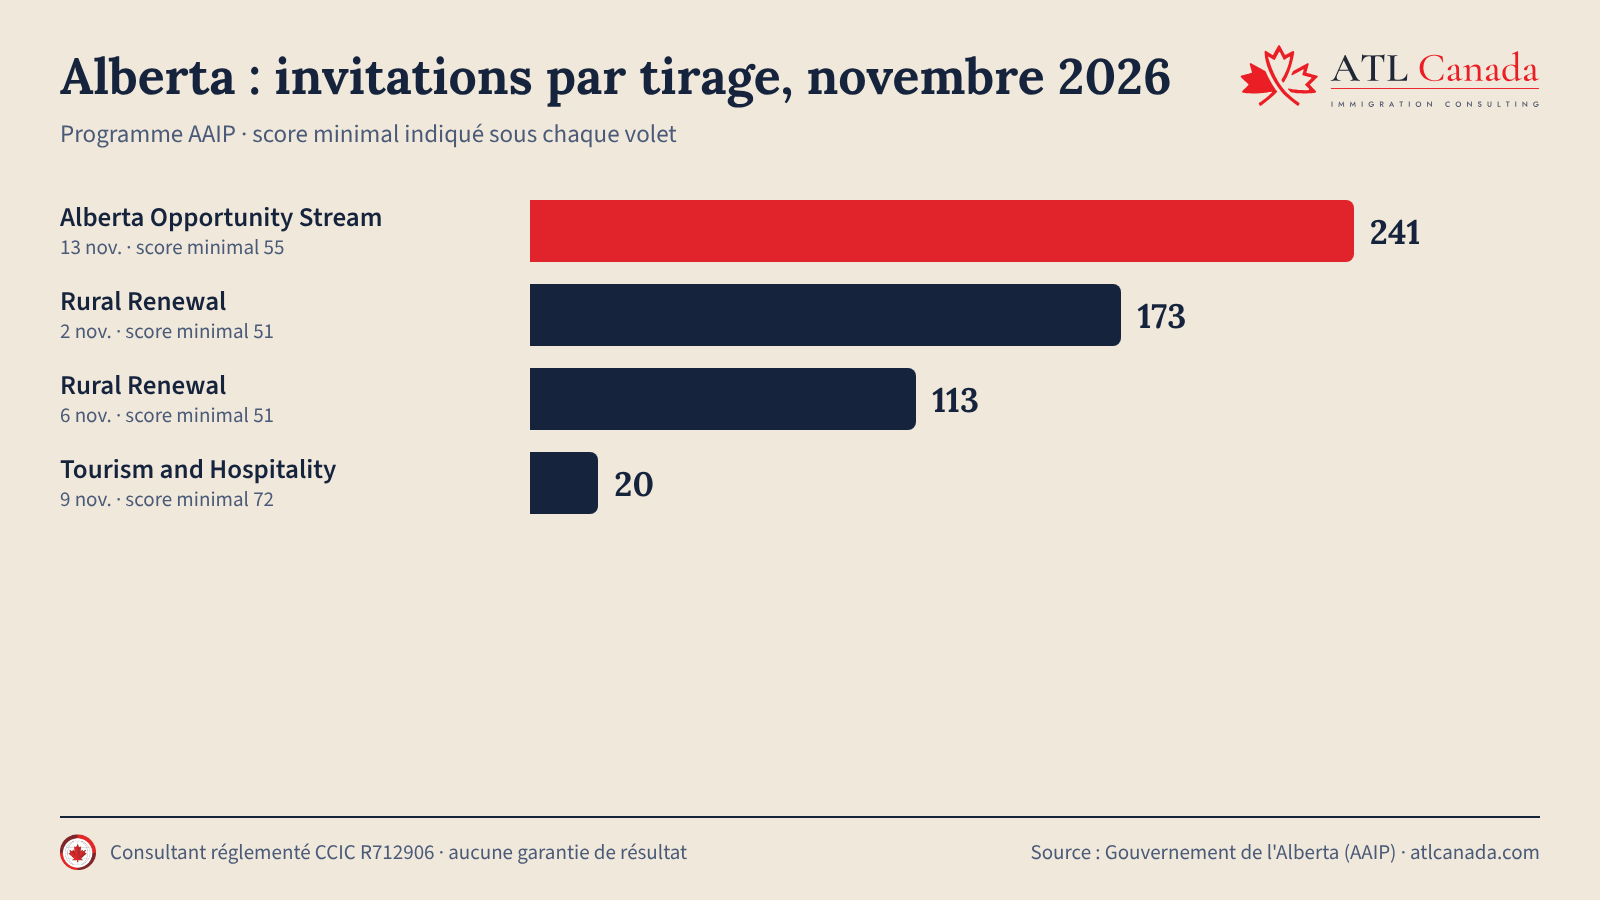 Alberta : invitations par tirage, novembre 2026
ATL Canada
IMMIGRATION CONSULTING
Programme AAIP · score minimal indiqué sous chaque volet
Alberta Opportunity Stream
13 nov. · score minimal 55
241
Rural Renewal
2 nov. · score minimal 51
173
Rural Renewal
6 nov. · score minimal 51
113
Tourism and Hospitality
9 nov. · score minimal 72
20
Consultant réglementé CCIC R712906 · aucune garantie de résultat
Source : Gouvernement de l'Alberta (AAIP) · atlcanada.com